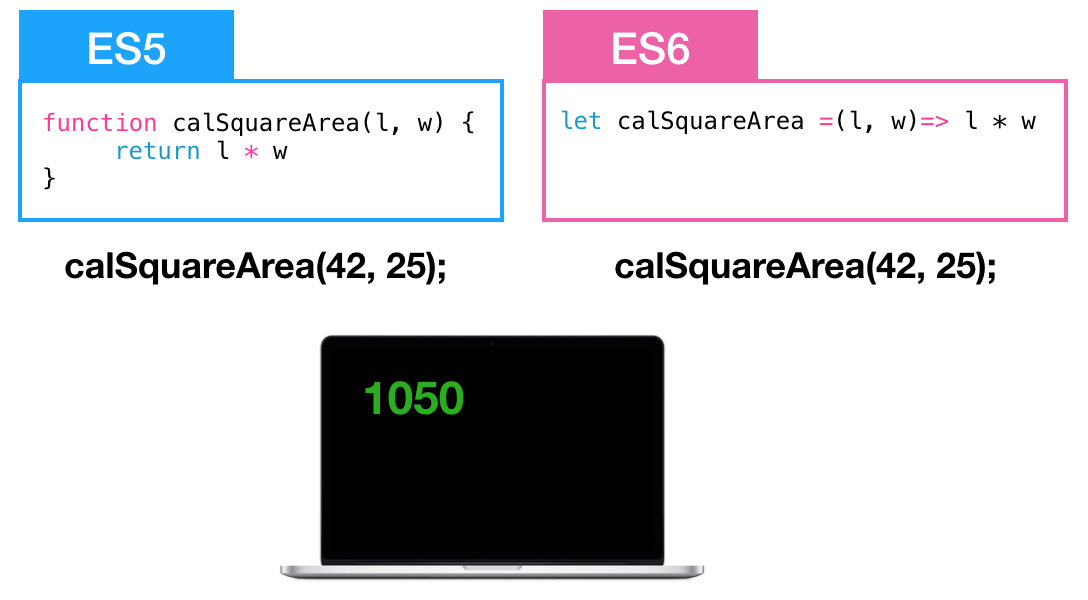 ES5
function calSquareArea(l, w) {
return l * w
}
calSquareArea(42, 25);
ES6
let calSquareArea =(l, w)=> l * w
calSquareArea(42, 25);
1050